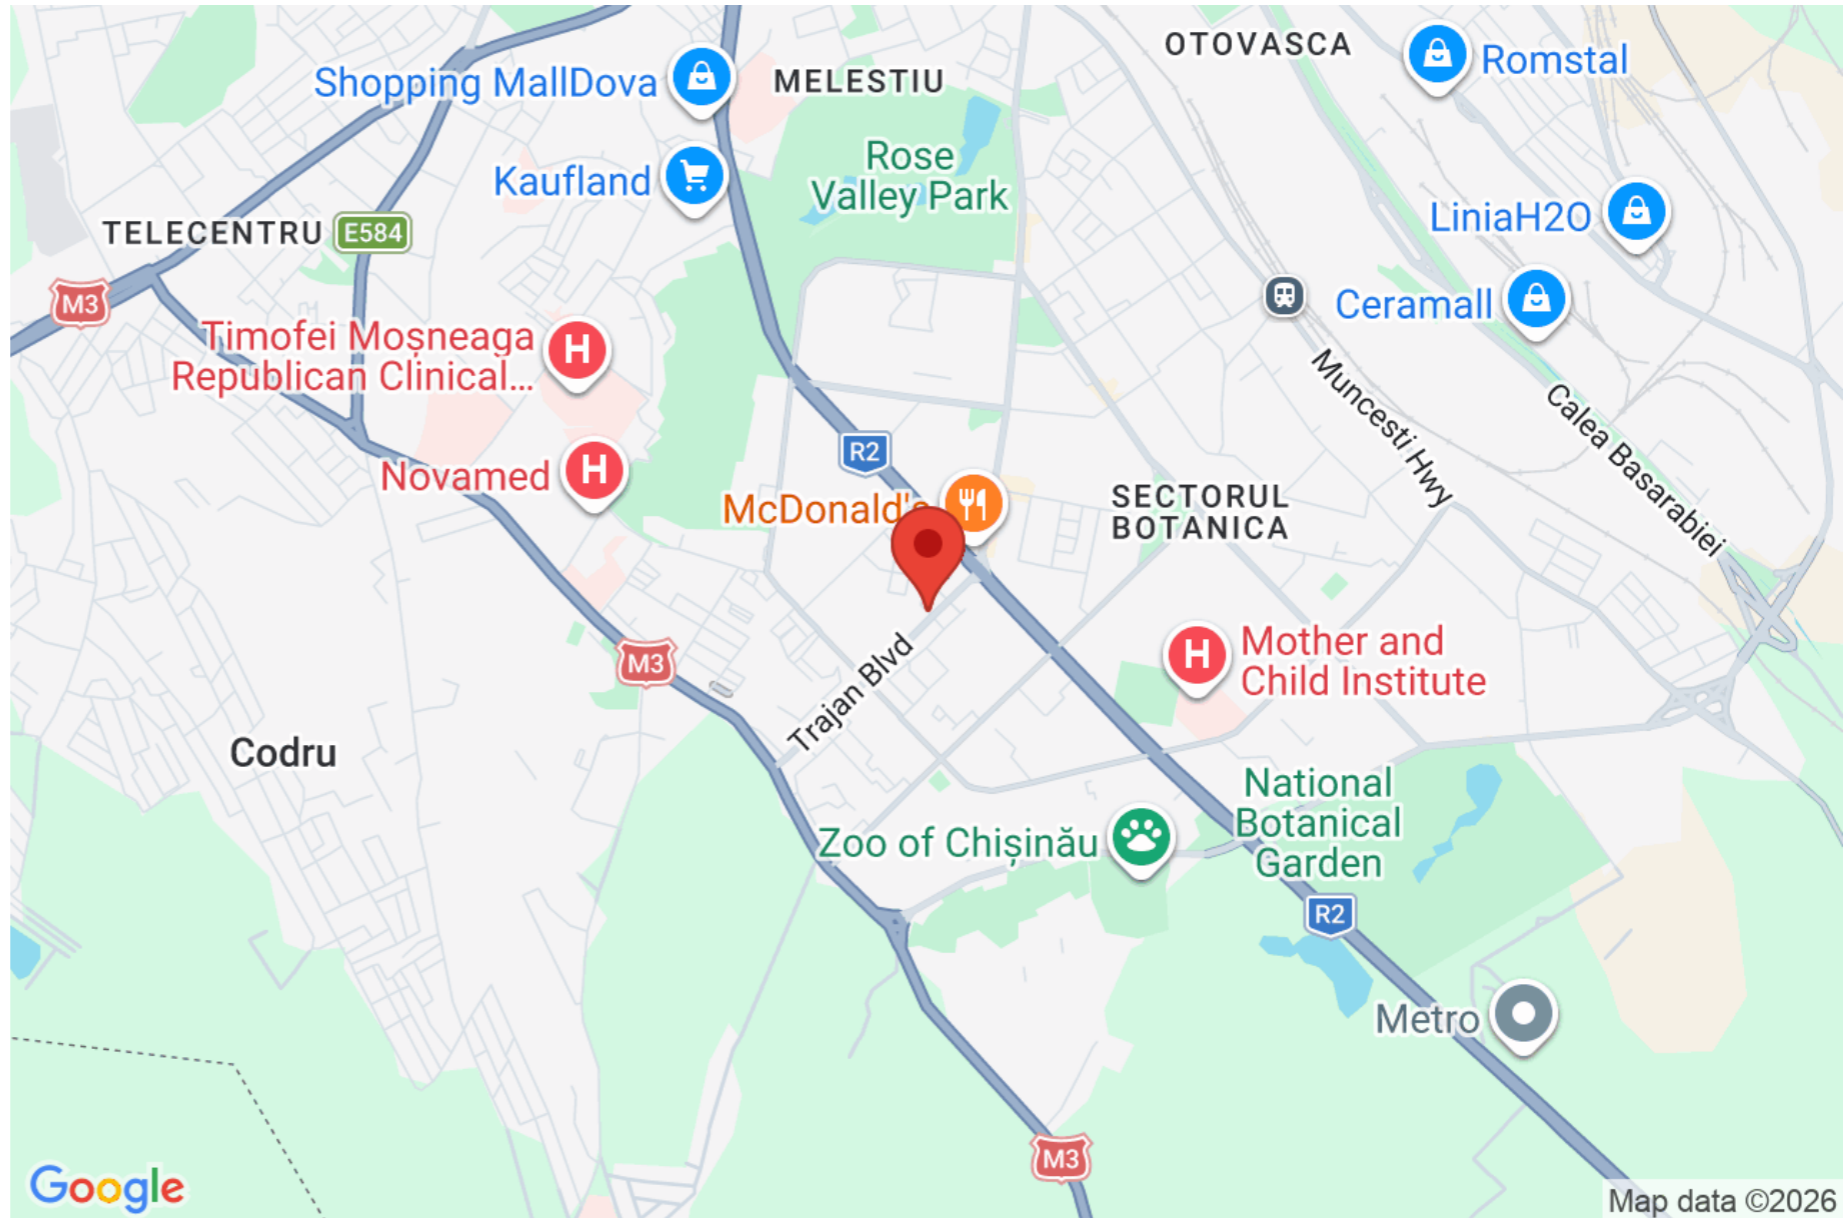 OTOVASCA
Romstal
Shopping MallDova
MELESTIU
Rose
Valley Park
Kaufland
LiniaH2O
TELECENTRU
E584
M3
Ceramall
Timofei Moșneaga
Republican Clinical...
Muncesti Hwy
Calea Basarabiei
R2
Novamed
McDonald's
SECTORUL
BOTANICA
Mother and
Child Institute
M3
Trajan Blvd
Codru
National
Botanical
Garden
Zoo of Chișinău
R2
Metro
M3
Google
Map data ©2026